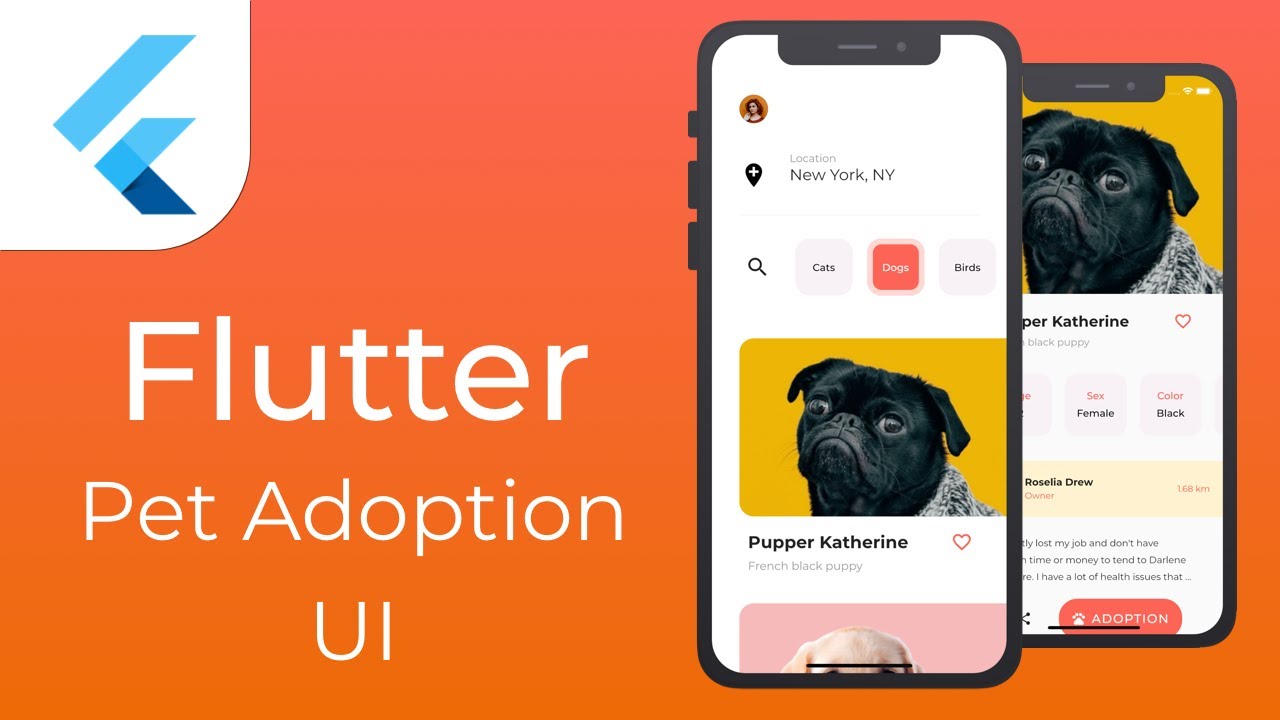 Flutter
Pet Adoption
UI
Location
New York, NY
Cats
Dogs
Birds
Pupper Katherine
French black puppy
per Katherine
black puppy
Sex
Female
Color
Black
Roselia Drew
Owner
1.68 km
lost my job and don't have
time or money to tend to Darlene
I have a lot of health issues that ...
ADOPTION